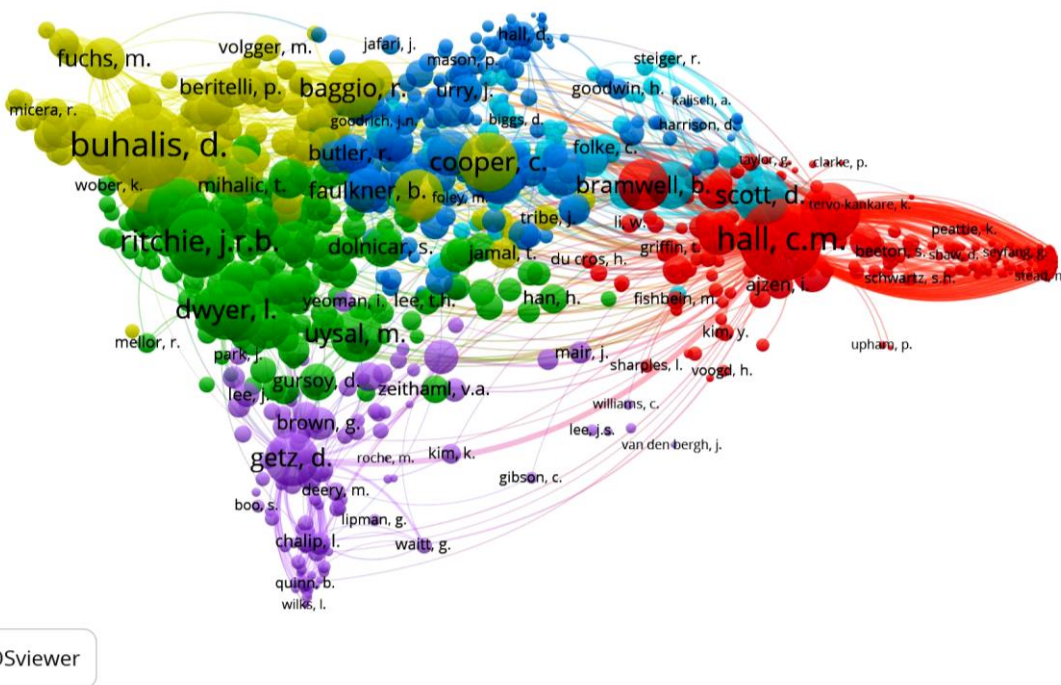 hall, d.
volgger, m.
jafari, j.
fuchs, m.
mason, p.
steiger, r.
beritelli, p.
baggio, r.
urry, j.
goodwin, h.
kalisch, a.
micera, r.
goodrich, j.n.
biggs, d.
harrison, d.
buhalis, d.
butler, r.
cooper, c.
folke, c.
taylor, g.
clarke, p.
wober, k.
mihalic, t.
faulkner, b.
foley, m.
bramwell, b.
scott, d.
tervo-kankare, k.
tribe, j.
li, w.
peattie, k.
ritchie, j.r.b.
dolnicar, s.
jamal, t.
du cros, h.
griffin, t.
hall, c.m.
beeton, s.
shaw, d.
seyfang, g.
schwartz, s.h.
ajzen, i.
dwyer, l.
yeoman, i.
lee, t.h.
han, h.
fishbein, m.
mellor, r.
uysal, m.
kim, y.
upham, p.
park, j.
mair, j.
sharples, l.
voogd, h.
gursoy, d.
lee, j.
zeithaml, v.a.
williams, c.
brown, g.
lee, j.s.
van den bergh, j.
getz, d.
roche, m.
kim, k.
gibson, c.
deery, m.
boo, s.
lipman, g.
chalip, l.
waitt, g.
quinn, b.
wilks, l.
OSviewer